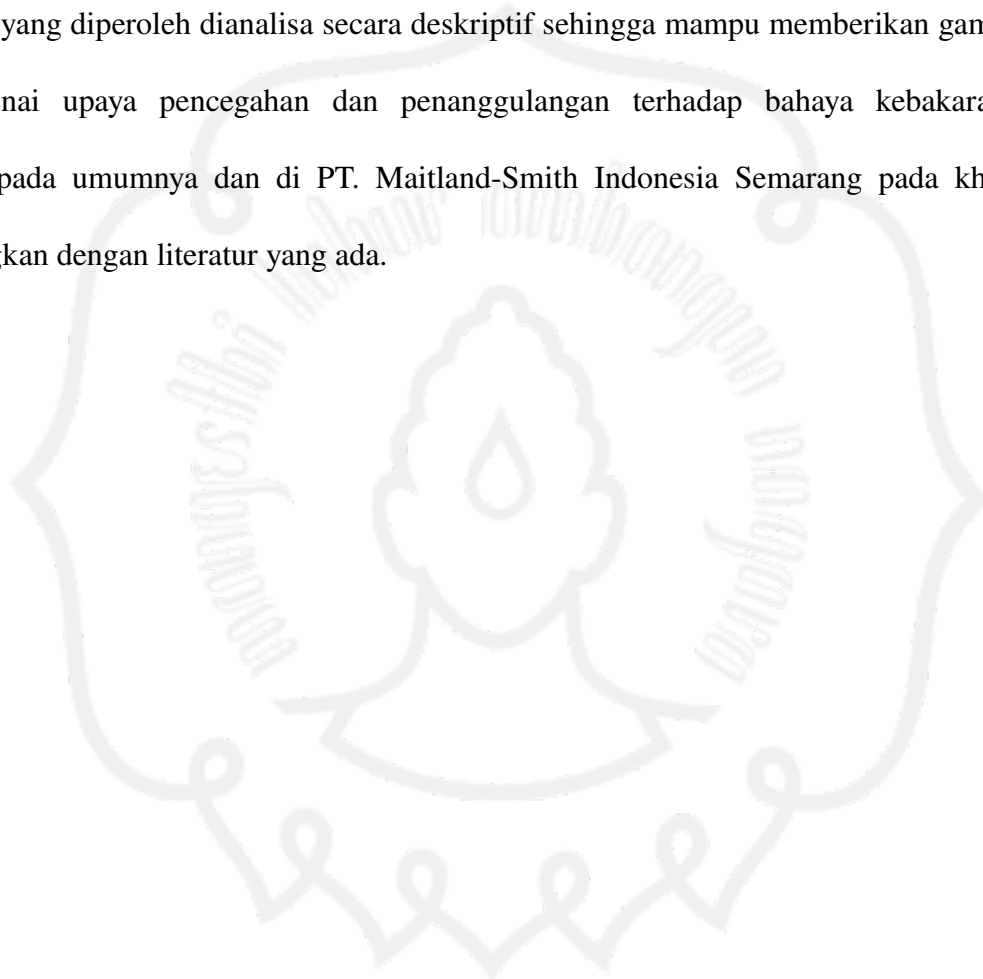 yang diperoleh dianalisa secara deskriptif sehingga mampu memberikan gam
nai upaya pencegahan dan penanggulangan terhadap bahaya kebakara
pada umumnya dan di PT. Maitland-Smith Indonesia Semarang pada kh
kan dengan literatur yang ada.